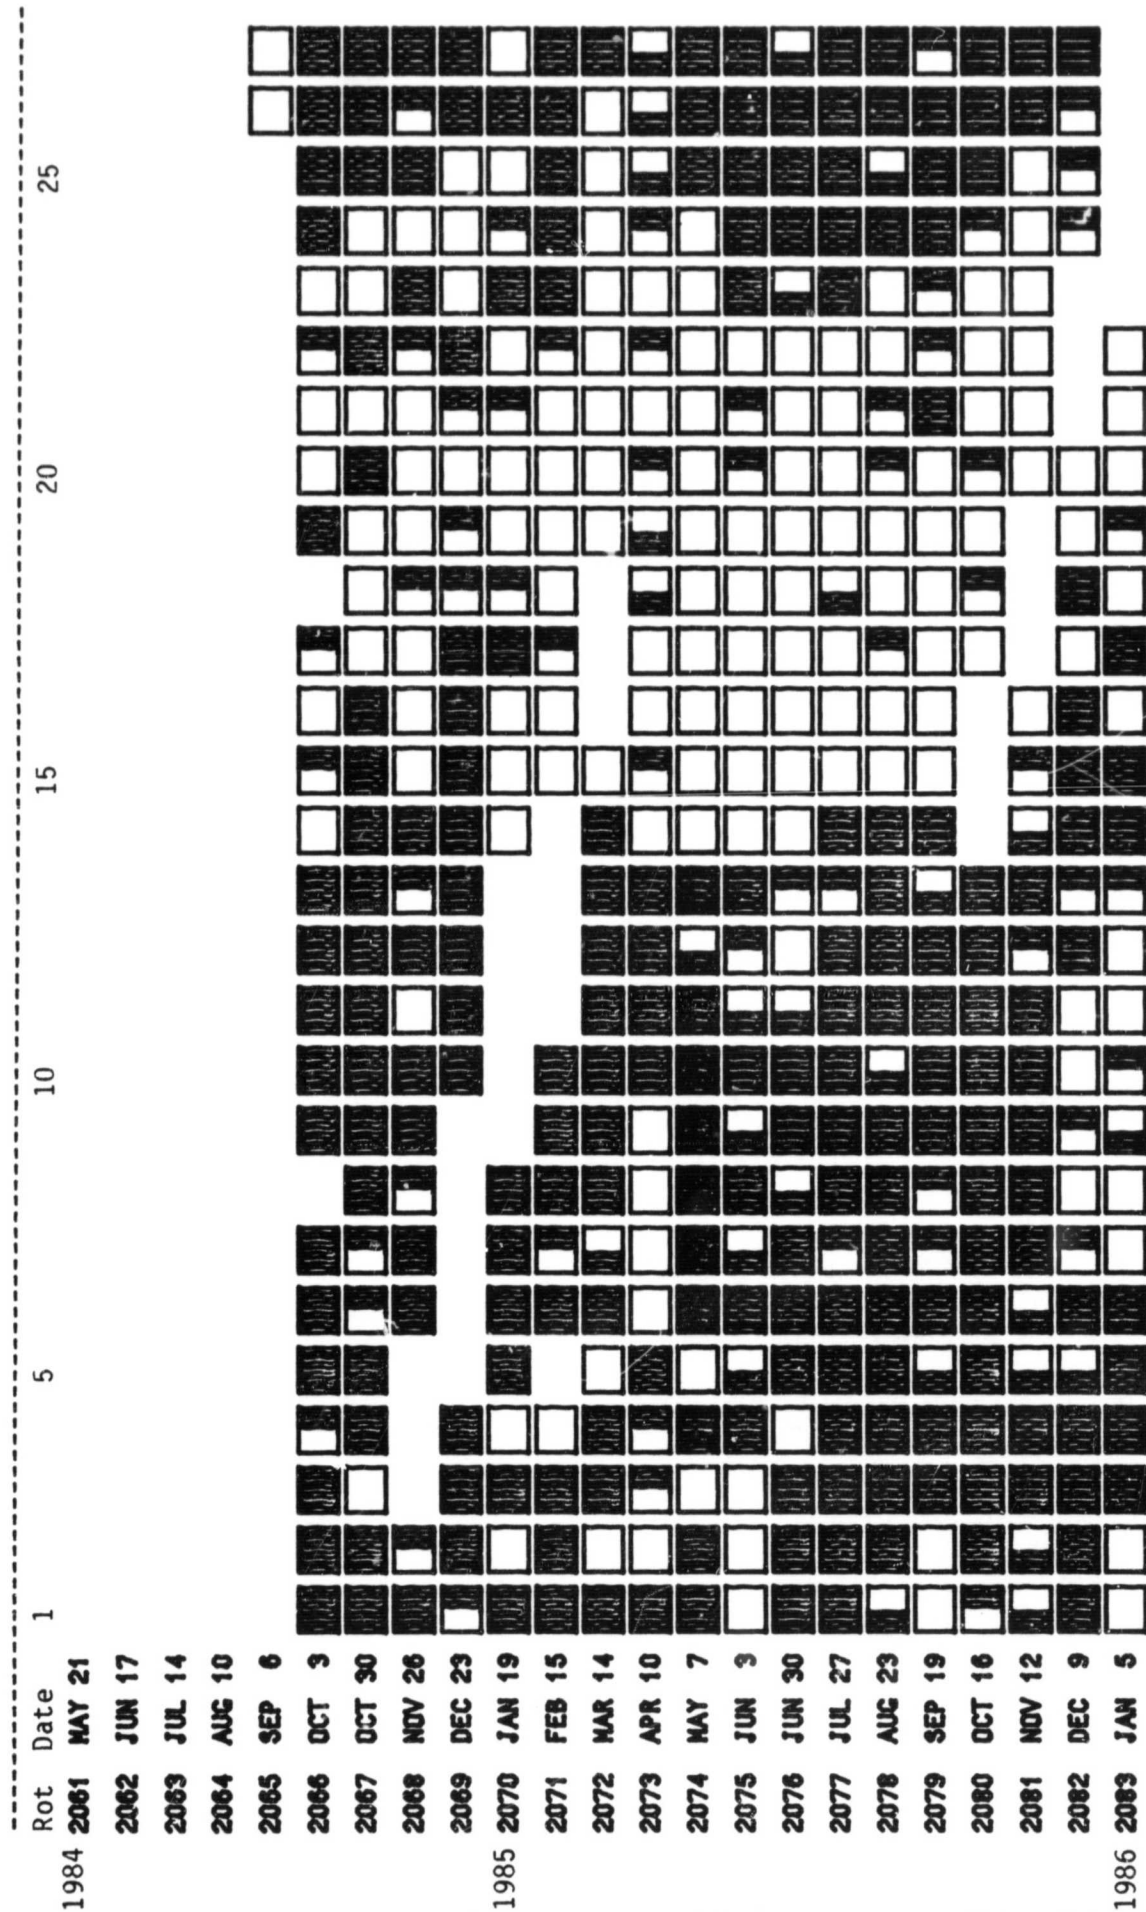 Rot Date 1 5 10 15 20 25
1984
2061 MAY 21
2062 JUN 17
2063 JUL 14
2064 AUG 10
2065 SEP 6
2066 OCT 3
2067 OCT 30
2068 NOV 26
2069 DEC 23
1985
2070 JAN 19
2071 FEB 15
2072 MAR 14
2073 APR 10
2074 MAY 7
2075 JUN 3
2076 JUN 30
2077 JUL 27
2078 AUG 23
2079 SEP 19
2080 OCT 16
2081 NOV 12
2082 DEC 9
1986
2083 JAN 5